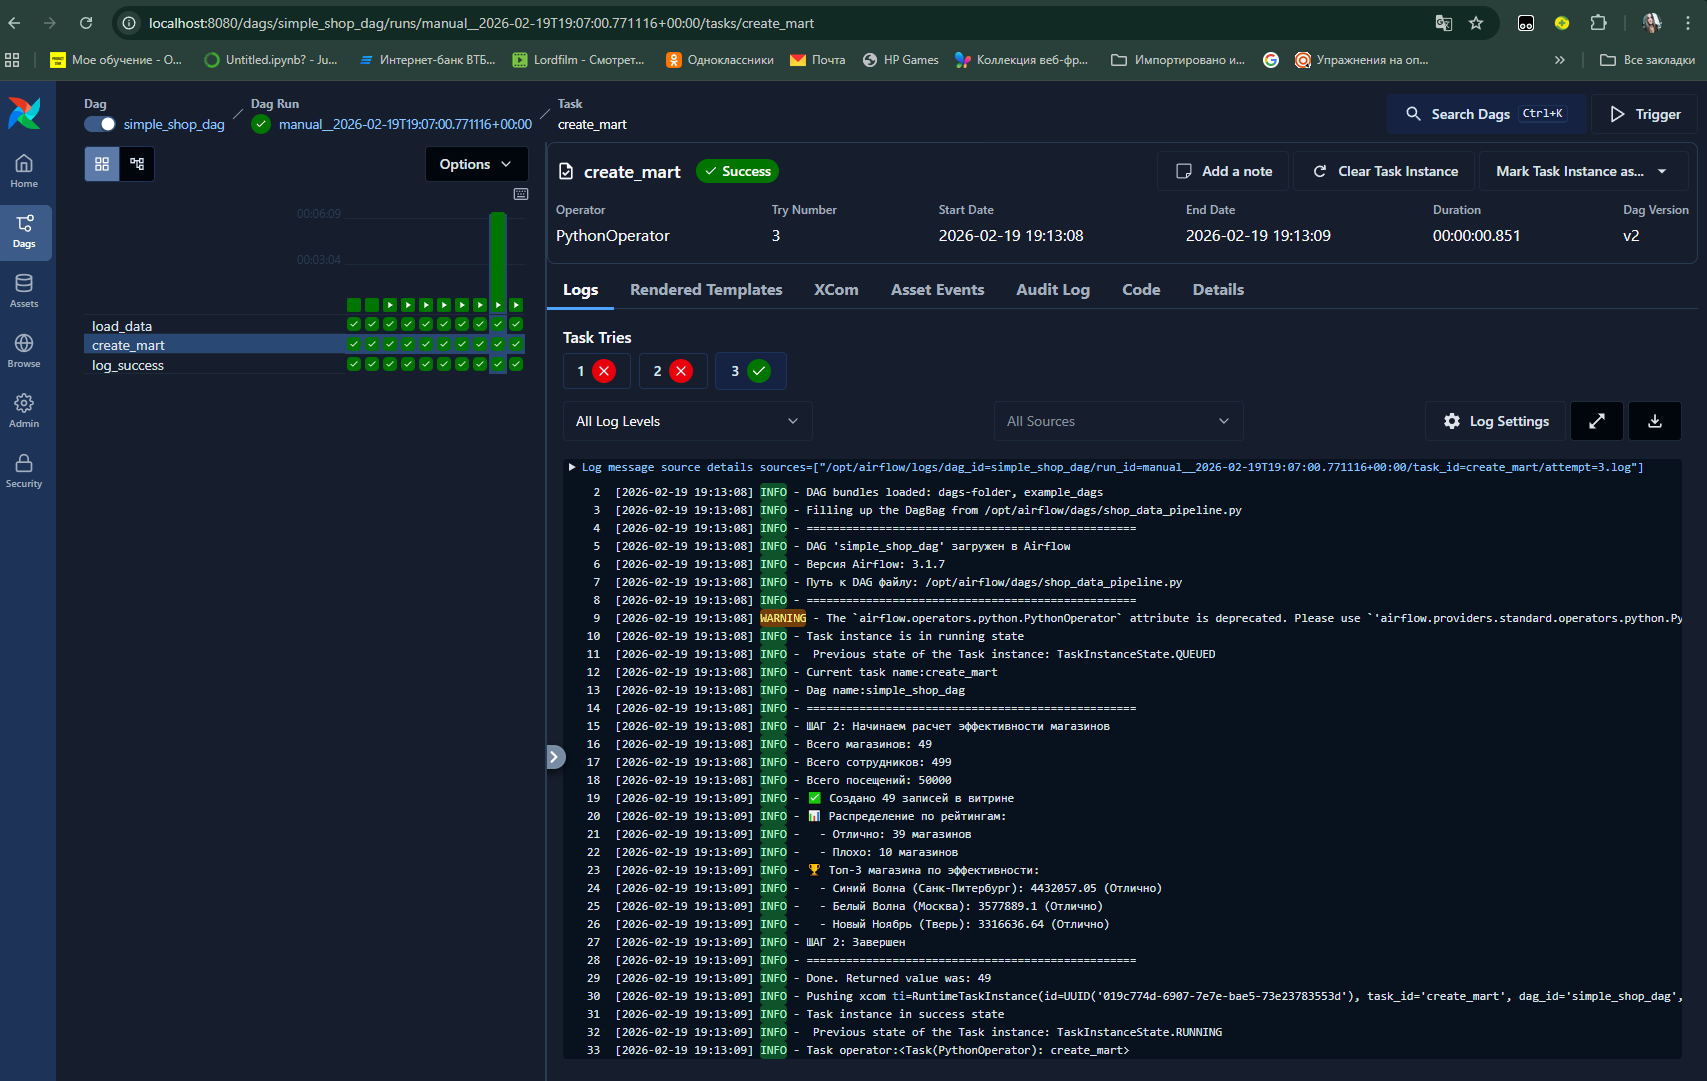 localhost:8080/dags/simple_shop_dag/runs/manual__2026-02-19T19:07:00.771116+00:00/tasks/create_mart
Мое обучение - О...
Untitled.ipynb? - Ju...
Интернет-банк ВТБ...
Lordfilm - Смотрет...
Одноклассники
Почта
HP Games
Коллекция веб-фр...
Импортировано и...
Упражнения на оп...
»
Все закладки
Dag
simple_shop_dag
Dag Run
manual__2026-02-19T19:07:00.771116+00:00
Task
create_mart
Search Dags Ctrl+K
Trigger
Home
Dags
Assets
Browse
Admin
Security
Options
00:06:09
00:03:04
load_data
create_mart
log_success
create_mart
Success
Add a note
Clear Task Instance
Mark Task Instance as...
Operator
PythonOperator
Try Number
3
Start Date
2026-02-19 19:13:08
End Date
2026-02-19 19:13:09
Duration
00:00:00.851
Dag Version
v2
Logs
Rendered Templates
XCom
Asset Events
Audit Log
Code
Details
Task Tries
1
2
3
All Log Levels
All Sources
Log Settings
Log message source details sources=["/opt/airflow/logs/dag_id=simple_shop_dag/run_id=manual__2026-02-19T19:07:00.771116+00:00/task_id=create_mart/attempt=3.log"]
2 [2026-02-19 19:13:08] INFO - DAG bundles loaded: dags-folder, example_dags
3 [2026-02-19 19:13:08] INFO - Filling up the DagBag from /opt/airflow/dags/shop_data_pipeline.py
4 [2026-02-19 19:13:08] INFO - ==================================================
5 [2026-02-19 19:13:08] INFO - DAG 'simple_shop_dag' загружен в Airflow
6 [2026-02-19 19:13:08] INFO - Версия Airflow: 3.1.7
7 [2026-02-19 19:13:08] INFO - Путь к DAG файлу: /opt/airflow/dags/shop_data_pipeline.py
8 [2026-02-19 19:13:08] INFO - ==================================================
9 [2026-02-19 19:13:08] WARNING - The `airflow.operators.python.PythonOperator` attribute is deprecated. Please use `'airflow.providers.standard.operators.python.Py
10 [2026-02-19 19:13:08] INFO - Task instance is in running state
11 [2026-02-19 19:13:08] INFO -  Previous state of the Task instance: TaskInstanceState.QUEUED
12 [2026-02-19 19:13:08] INFO - Current task name:create_mart
13 [2026-02-19 19:13:08] INFO - Dag name:simple_shop_dag
14 [2026-02-19 19:13:08] INFO - ==================================================
15 [2026-02-19 19:13:08] INFO - ШАГ 2: Начинаем расчет эффективности магазинов
16 [2026-02-19 19:13:08] INFO - Всего магазинов: 49
17 [2026-02-19 19:13:08] INFO - Всего сотрудников: 499
18 [2026-02-19 19:13:08] INFO - Всего посещений: 50000
19 [2026-02-19 19:13:09] INFO - ✅ Создано 49 записей в витрине
20 [2026-02-19 19:13:09] INFO - 📊 Распределение по рейтингам:
21 [2026-02-19 19:13:09] INFO -   - Отлично: 39 магазинов
22 [2026-02-19 19:13:09] INFO -   - Плохо: 10 магазинов
23 [2026-02-19 19:13:09] INFO - 🏆 Топ-3 магазина по эффективности:
24 [2026-02-19 19:13:09] INFO -   - Синий Волна (Санк-Питербург): 4432057.05 (Отлично)
25 [2026-02-19 19:13:09] INFO -   - Белый Волна (Москва): 3577889.1 (Отлично)
26 [2026-02-19 19:13:09] INFO -   - Новый Ноябрь (Тверь): 3316636.64 (Отлично)
27 [2026-02-19 19:13:09] INFO - ШАГ 2: Завершен
28 [2026-02-19 19:13:09] INFO - ==================================================
29 [2026-02-19 19:13:09] INFO - Done. Returned value was: 49
30 [2026-02-19 19:13:09] INFO - Pushing xcom ti=RuntimeTaskInstance(id=UUID('019c774d-6907-7e7e-bae5-73e23783553d'), task_id='create_mart', dag_id='simple_shop_dag',
31 [2026-02-19 19:13:09] INFO - Task instance in success state
32 [2026-02-19 19:13:09] INFO -  Previous state of the Task instance: TaskInstanceState.RUNNING
33 [2026-02-19 19:13:09] INFO - Task operator:<Task(PythonOperator): create_mart>